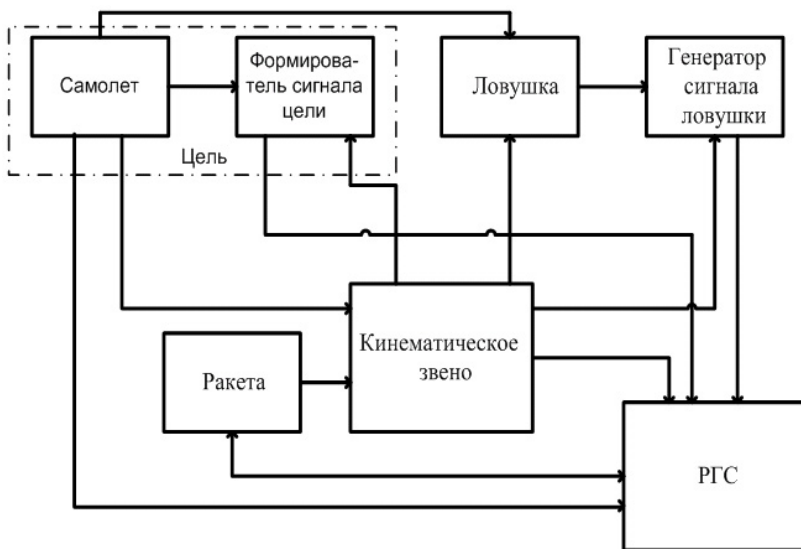 Самолет
Формирова-
тель сигнала
цели
Ловушка
Генератор
сигнала
ловушки
Цель
Кинематическое
звено
Ракета
РГС